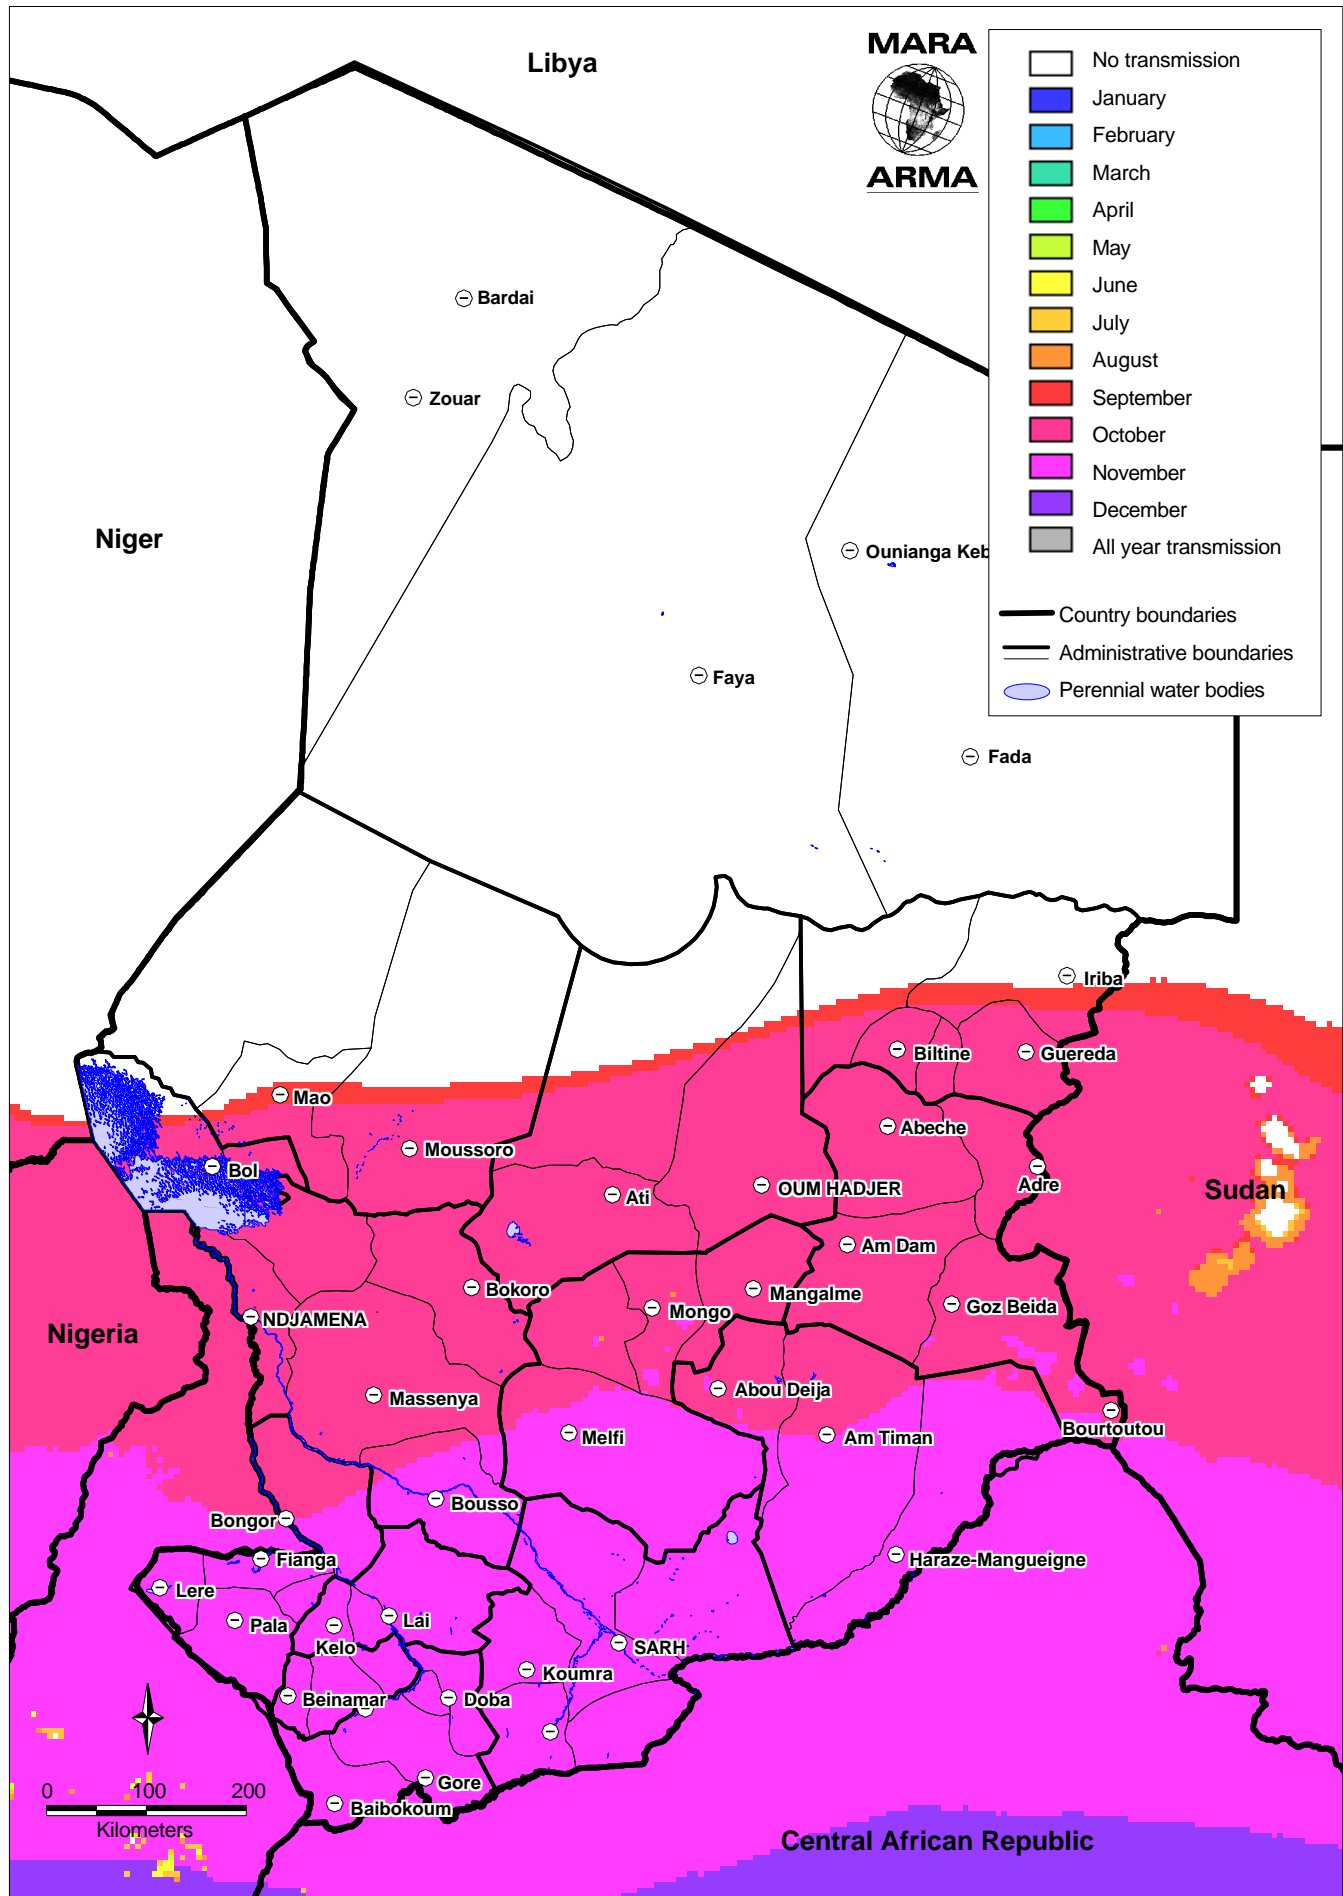 Libya
MARA
ARMA
No transmission
January
February
March
April
May
June
July
August
September
October
November
December
All year transmission
Country boundaries
Administrative boundaries
Perennial water bodies
Bardai
Zouar
Niger
Ounianga Keb
Faya
Fada
Iriba
Biltine
Guereda
Mao
Abeche
Moussoro
Bol
Adre
OUM HADJER
Sudan
Ati
Am Dam
Bokoro
Mangalme
Goz Beida
Mongo
NDJAMENA
Nigeria
Abou Deija
Massenya
Bourtoutou
Melfi
Am Timan
Bousso
Bongor
Fianga
Haraze-Mangueigne
Lere
Lai
Pala
Kelo
SARH
Koumra
Beinamar
Doba
Gore
0 100 200
Kilometers
Baibokoum
Central African Republic